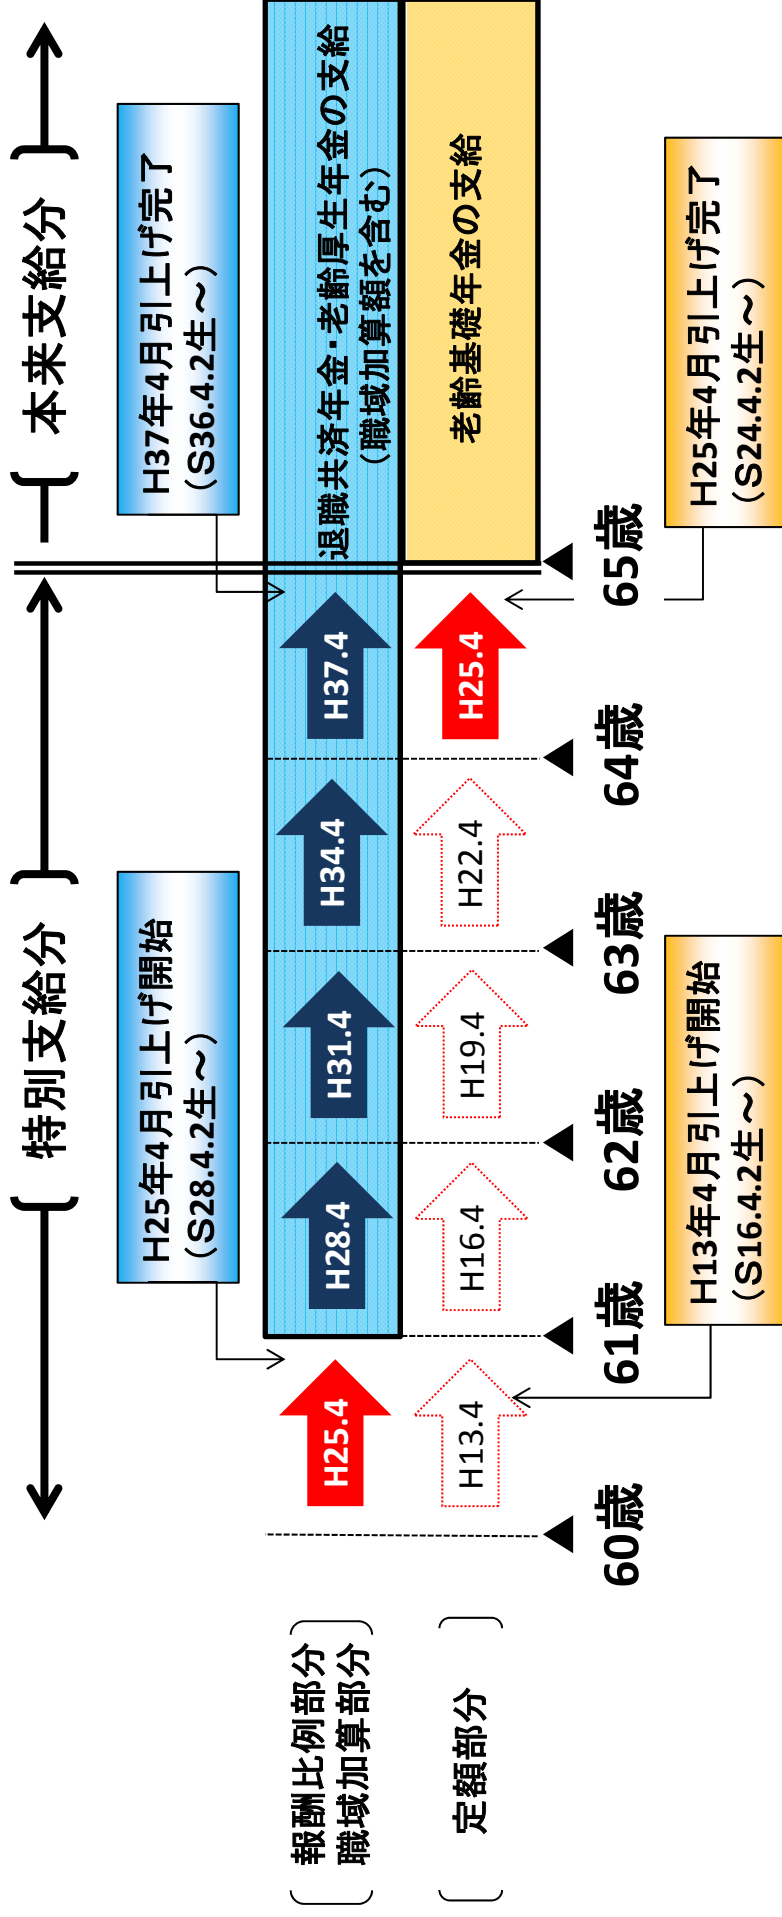 特別支給分
本来支給分
H25年4月引上げ開始
（S28.4.2生～）
H37年4月引上げ完了
（S36.4.2生～）
報酬比例部分
職域加算部分
H25.4
H28.4
H31.4
H34.4
H37.4
退職共済年金・老齢厚生年金の支給
（職域加算額を含む）
定額部分
H13.4
H16.4
H19.4
H22.4
H25.4
老齢基礎年金の支給
60歳
61歳
62歳
63歳
64歳
65歳
H13年4月引上げ開始
（S16.4.2生～）
H25年4月引上げ完了
（S24.4.2生～）